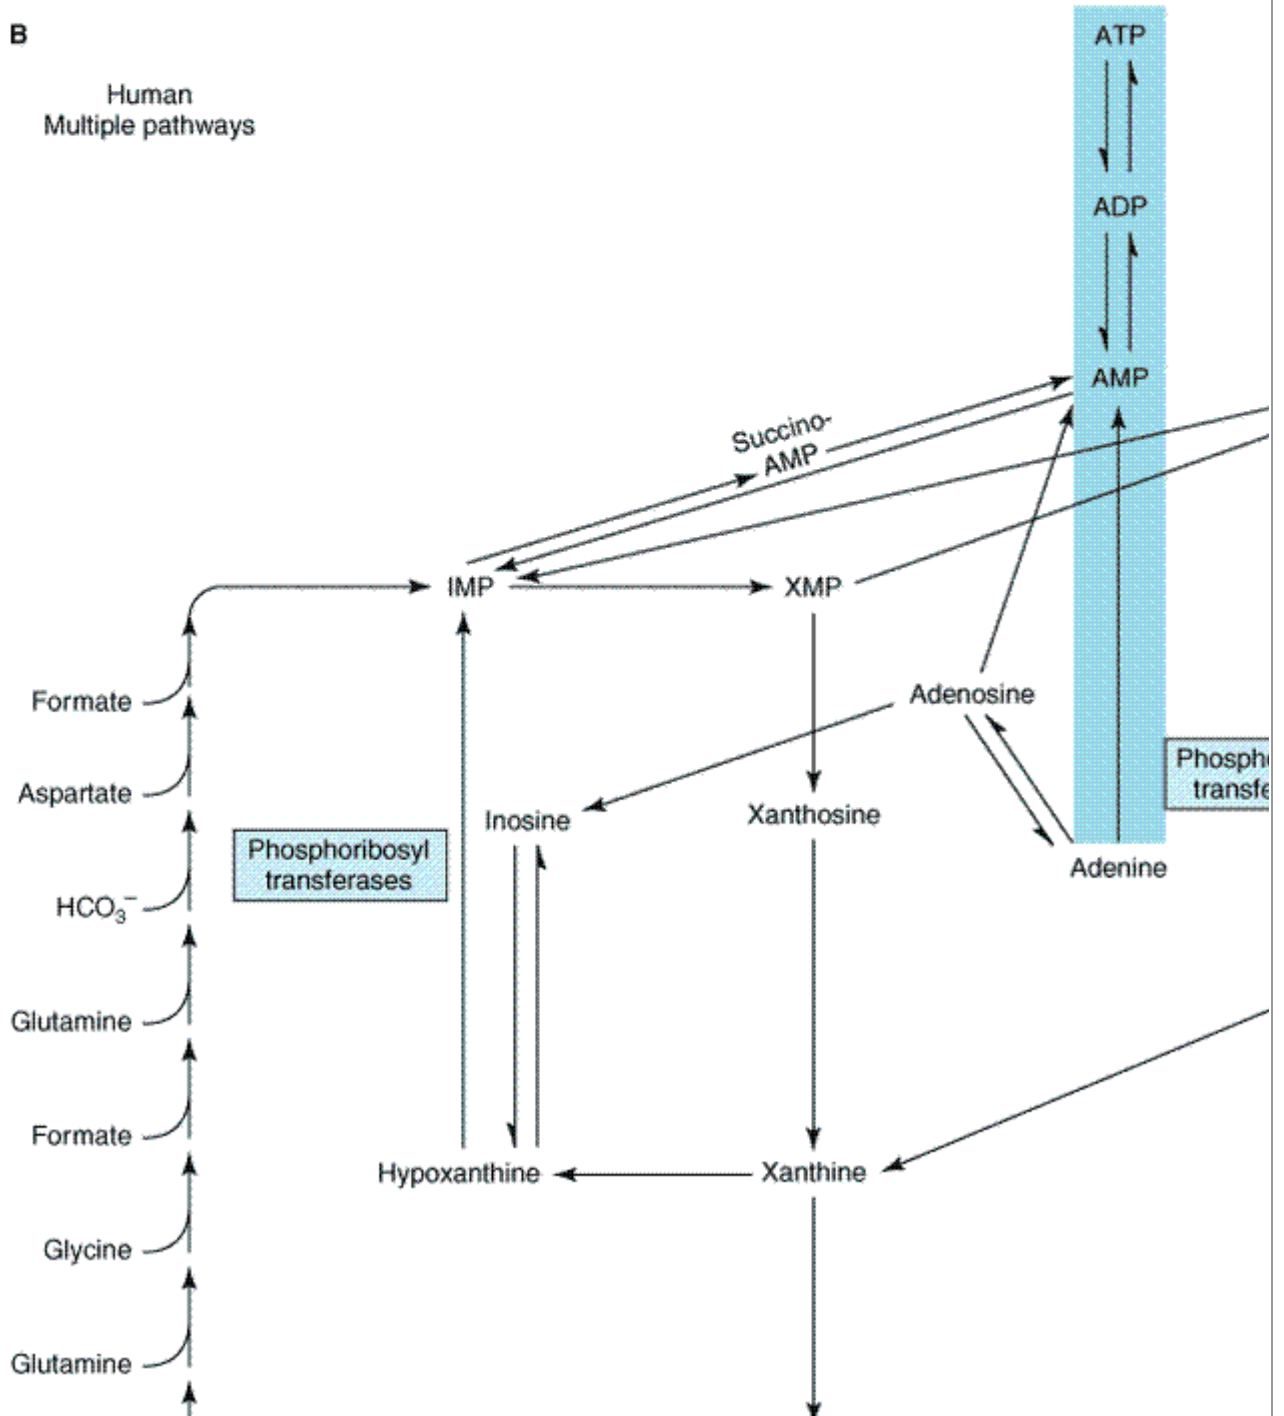 B
Human
Multiple pathways
ATP
ADP
AMP
Succino-
AMP
IMP
XMP
Formate
Adenosine
Aspartate
Inosine
Xanthosine
Phosphoribosyl
transferases
Adenine
HCO₃⁻
Glutamine
Formate
Hypoxanthine
Xanthine
Glycine
Glutamine